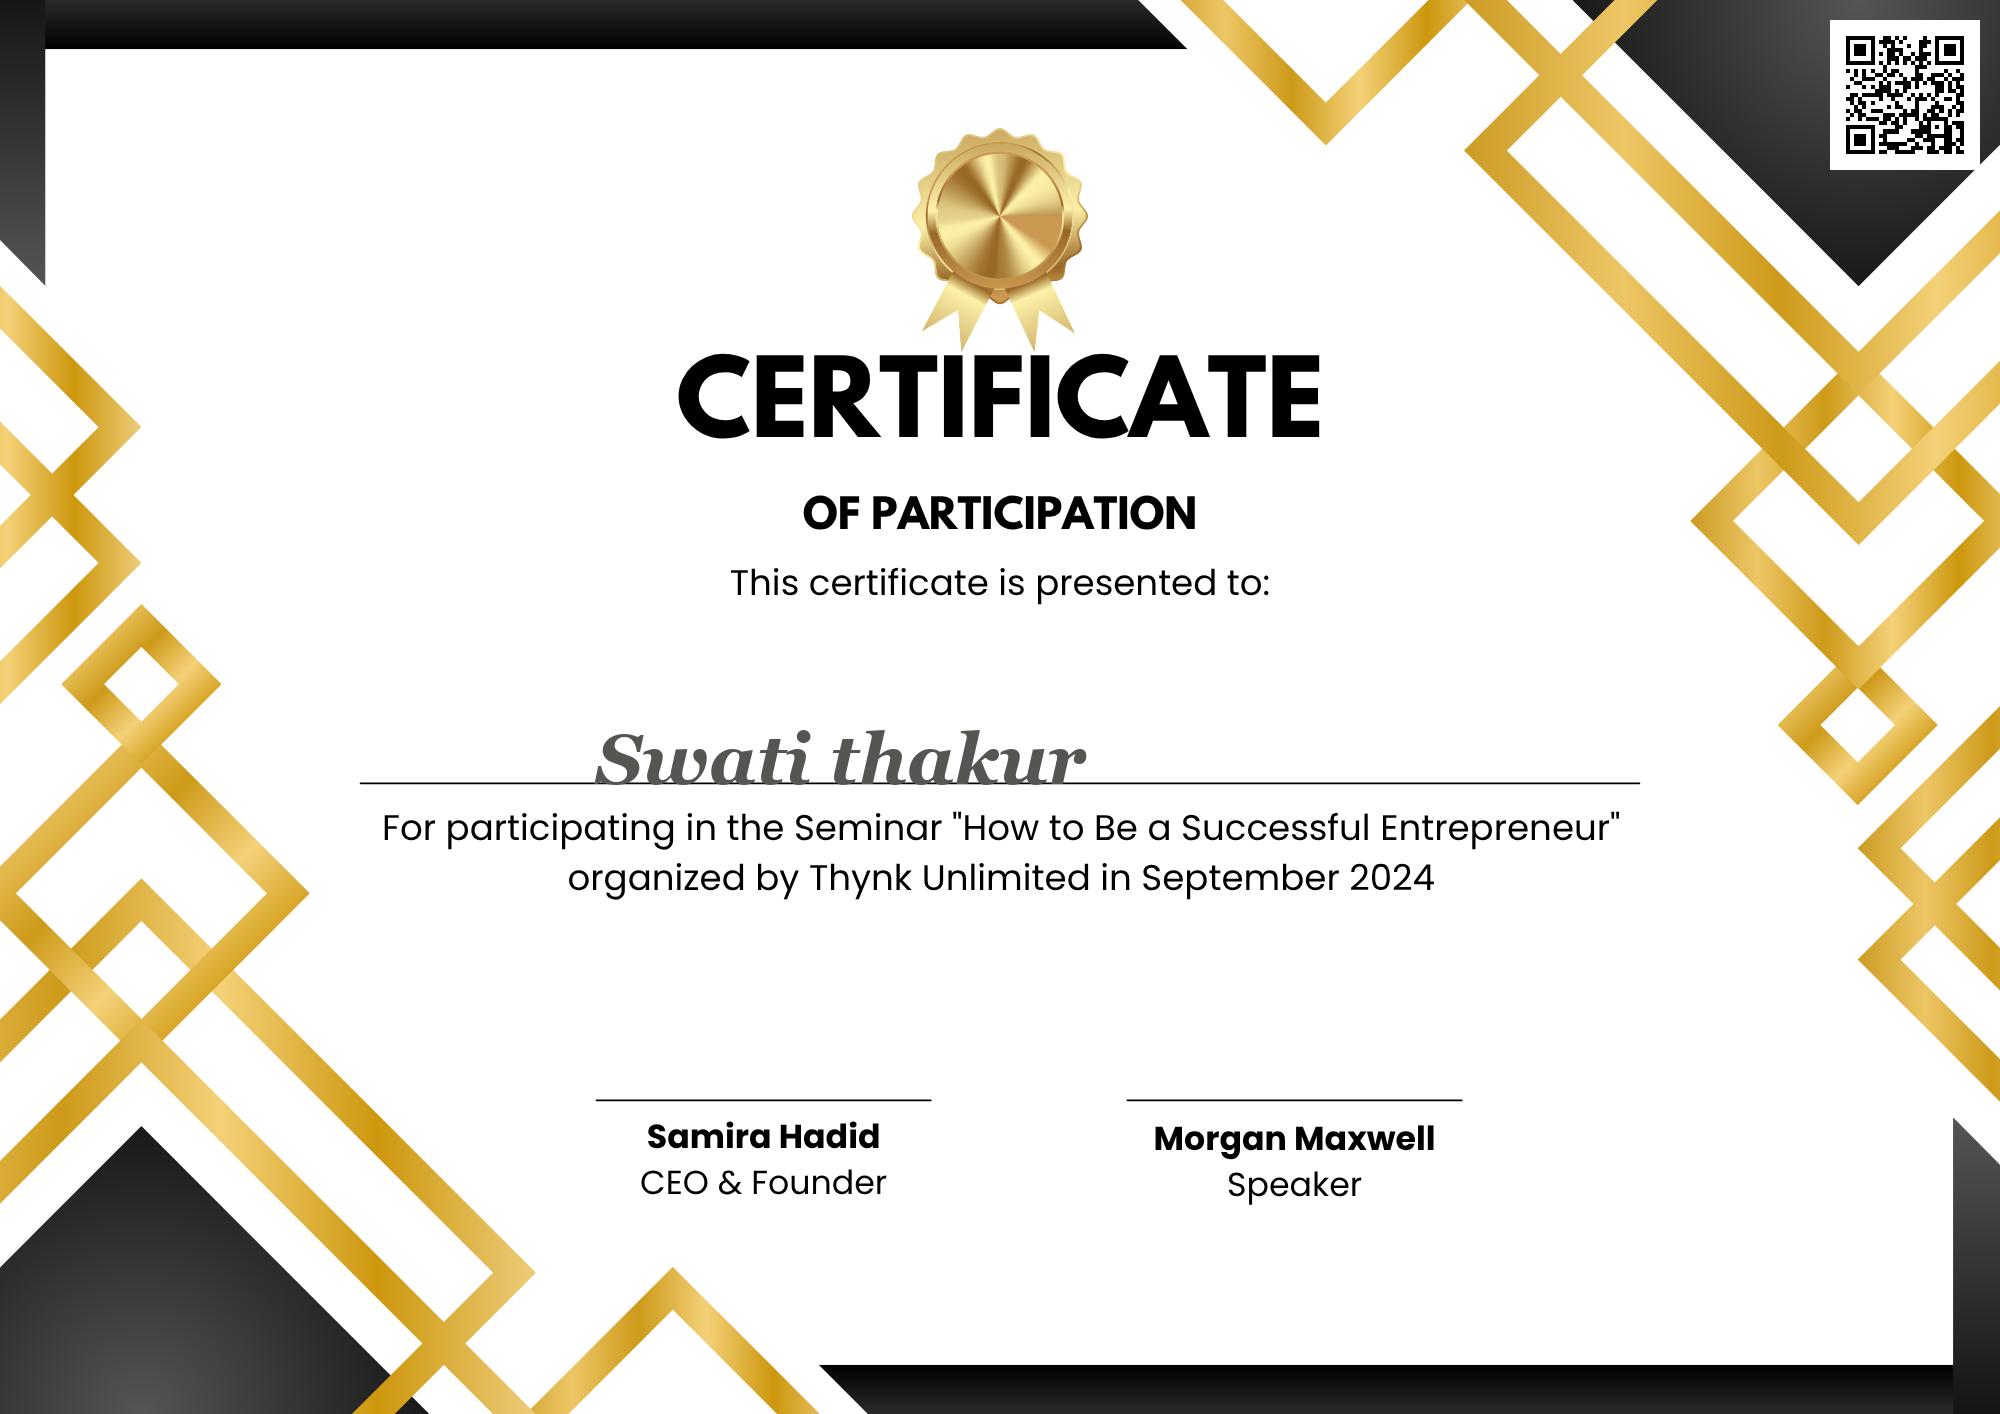 CERTIFICATE
OF PARTICIPATION
This certificate is presented to:
Swati thakur
For participating in the Seminar "How to Be a Successful Entrepreneur"
organized by Thynk Unlimited in September 2024
Samira Hadid
CEO & Founder
Morgan Maxwell
Speaker